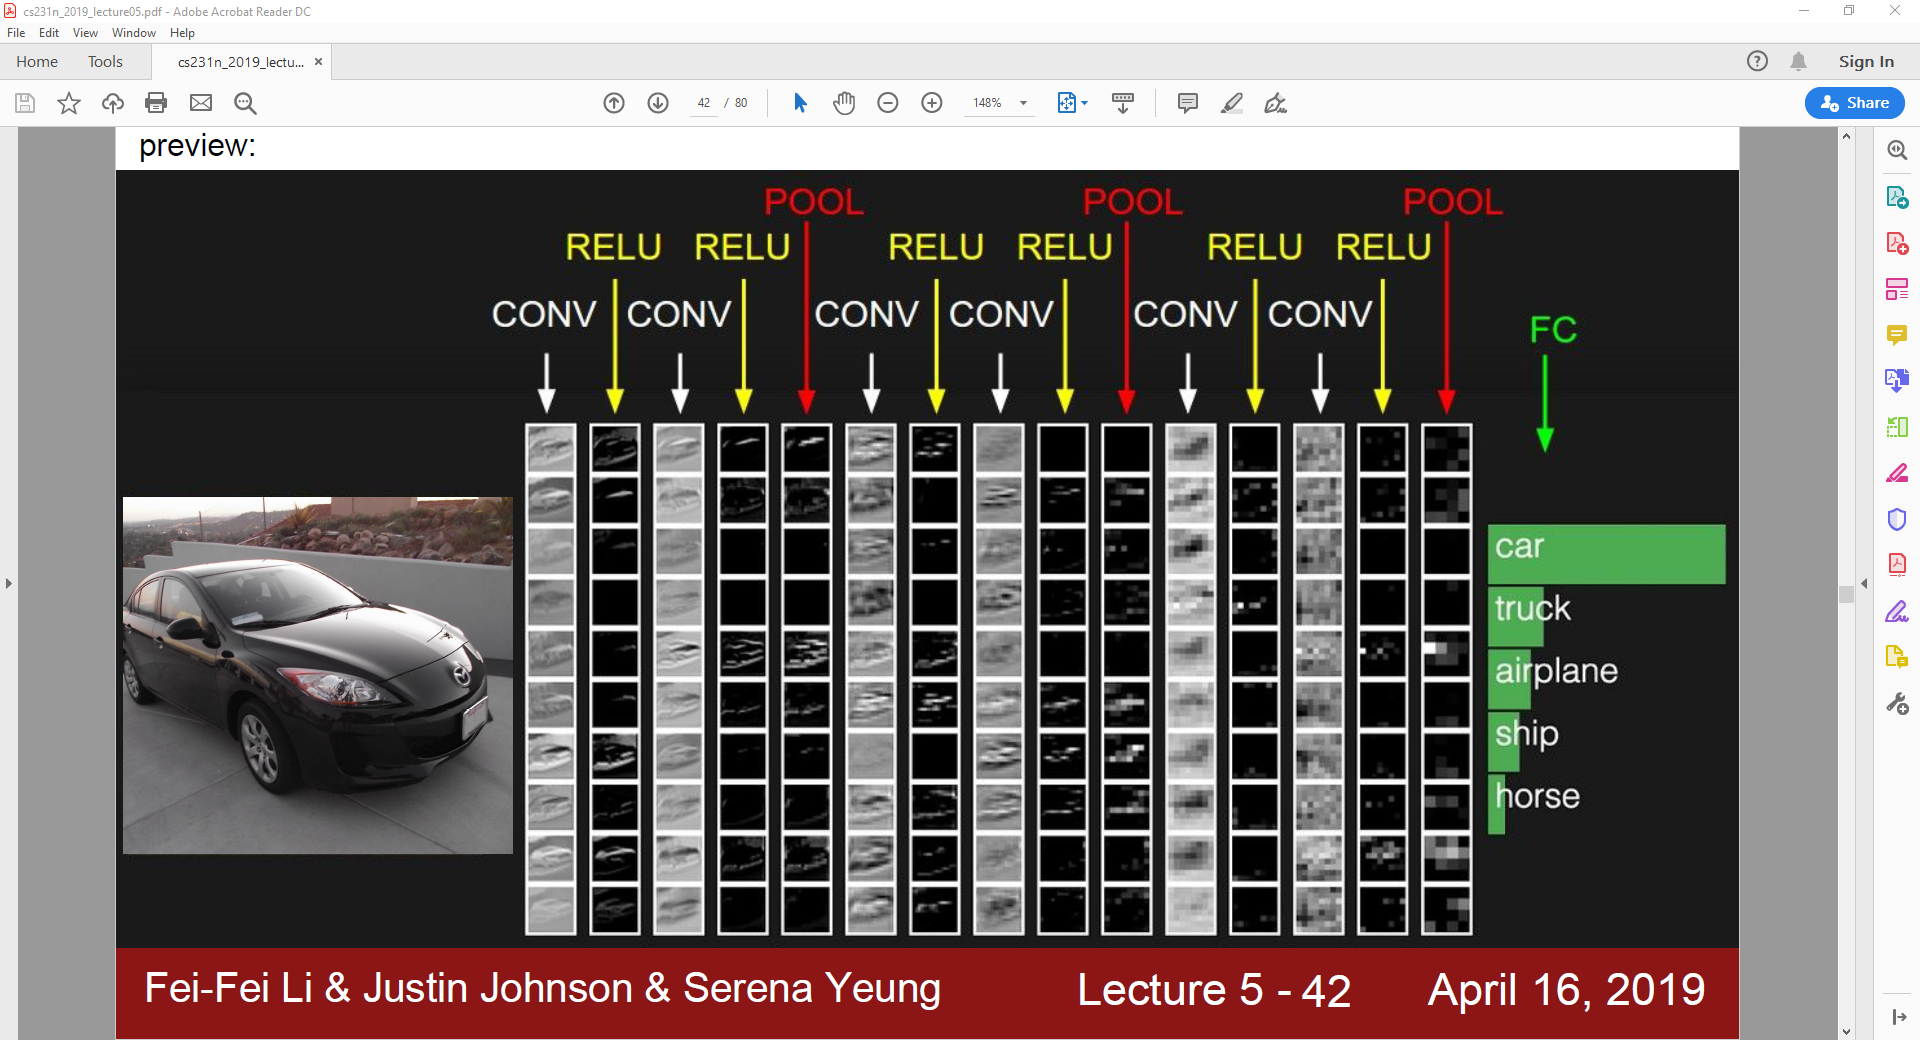 cs231n_2019_lecture05.pdf - Adobe Acrobat Reader DC
File Edit View Window Help
Home Tools cs231n_2019_lectu... × Sign In
42 / 80 148% Share
preview:
POOL POOL POOL
RELU RELU RELU RELU RELU RELU
CONV CONV CONV CONV CONV CONV
FC
car
truck
airplane
ship
horse
Fei-Fei Li & Justin Johnson & Serena Yeung Lecture 5 - 42 April 16, 2019